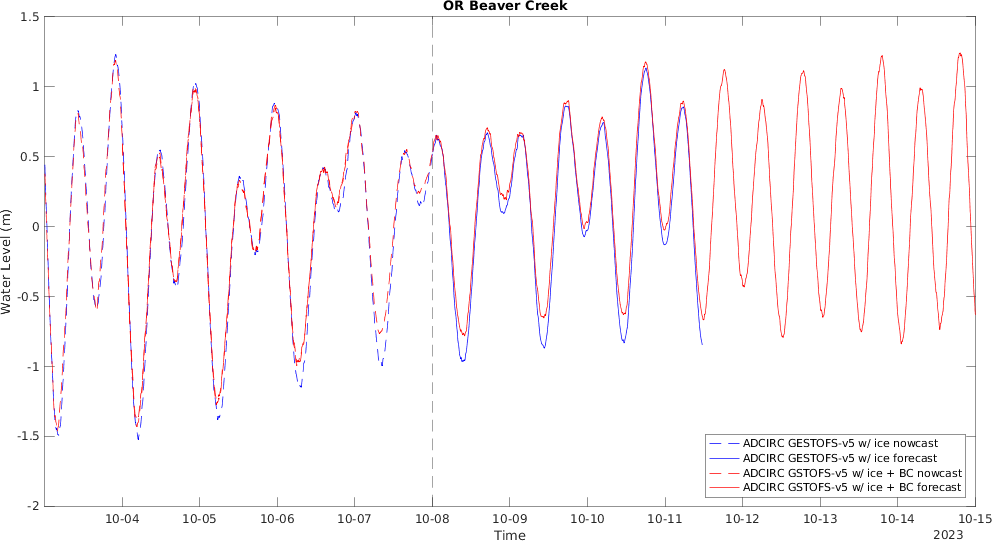 OR Beaver Creek
1.5
1
0.5
0
-0.5
-1
-1.5
-2
Water Level (m)
10-04 10-05 10-06 10-07 10-08 10-09 10-10 10-11 10-12 10-13 10-14 10-15
Time
2023
ADCIRC GESTOFS-v5 w/ ice nowcast
ADCIRC GESTOFS-v5 w/ ice forecast
ADCIRC GSTOFS-v5 w/ ice + BC nowcast
ADCIRC GSTOFS-v5 w/ ice + BC forecast